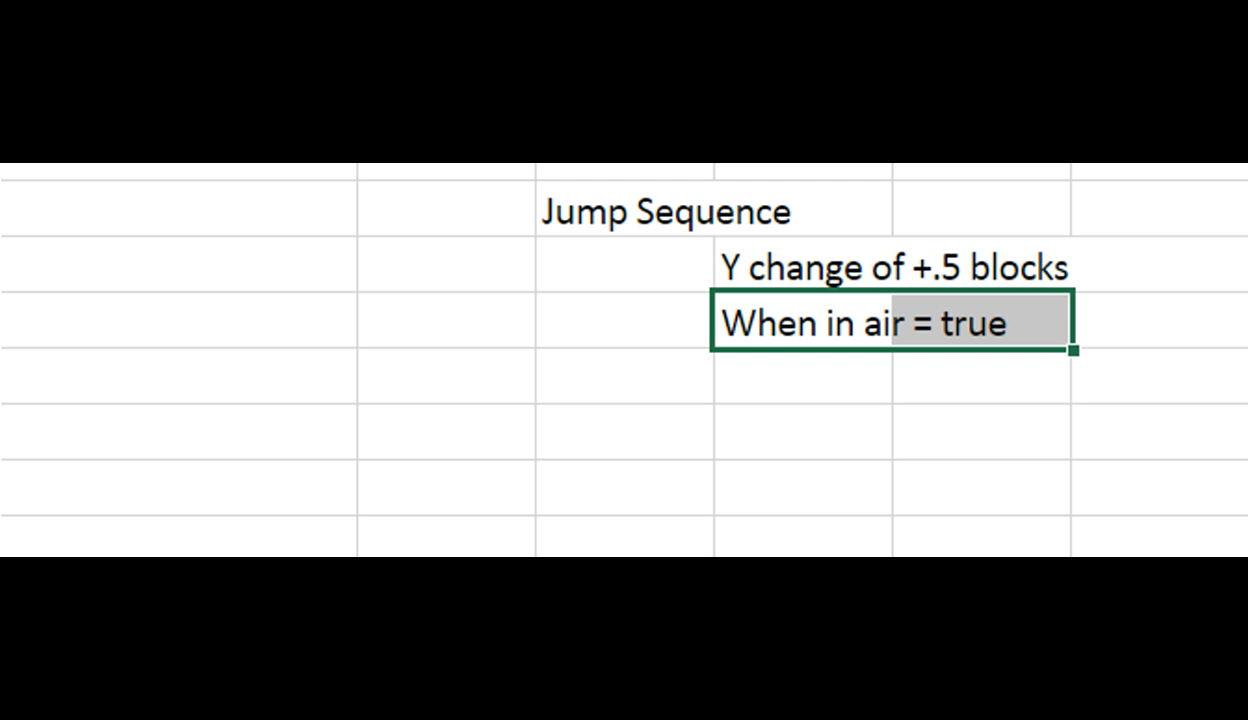 Jump Sequence
Y change of +.5 blocks
When in air = true